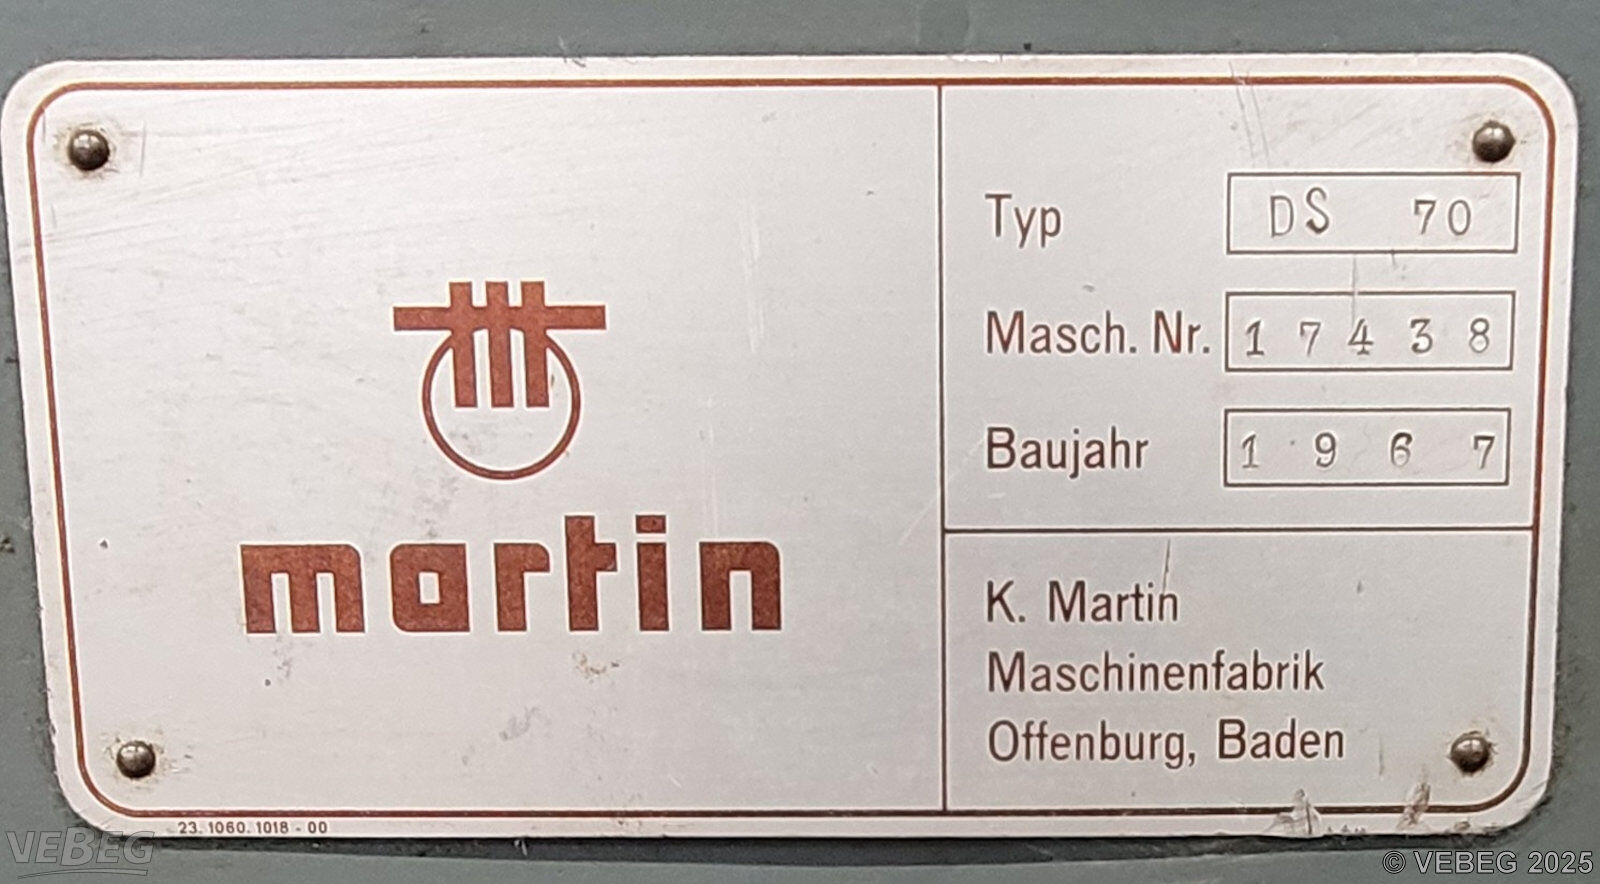 martin
Typ DS 70
Masch. Nr. 17438
Baujahr 1967
K. Martin
Maschinenfabrik
Offenburg, Baden
23.1060.1018 - 00
VEBEG
© VEBEG 2025